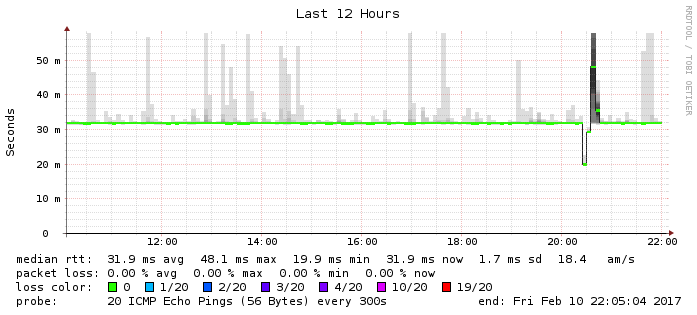 Last 12 Hours
RRDTOOL / TOBI OETIKER
Seconds
50 m
40 m
30 m
20 m
10 m
0
12:00 14:00 16:00 18:00 20:00 22:00
median rtt: 31.9 ms avg 48.1 ms max 19.9 ms min 31.9 ms now 1.7 ms sd 18.4 am/s
packet loss: 0.00 % avg 0.00 % max 0.00 % min 0.00 % now
loss color: 0 1/20 2/20 3/20 4/20 10/20 19/20
probe: 20 ICMP Echo Pings (56 Bytes) every 300s end: Fri Feb 10 22:05:04 2017